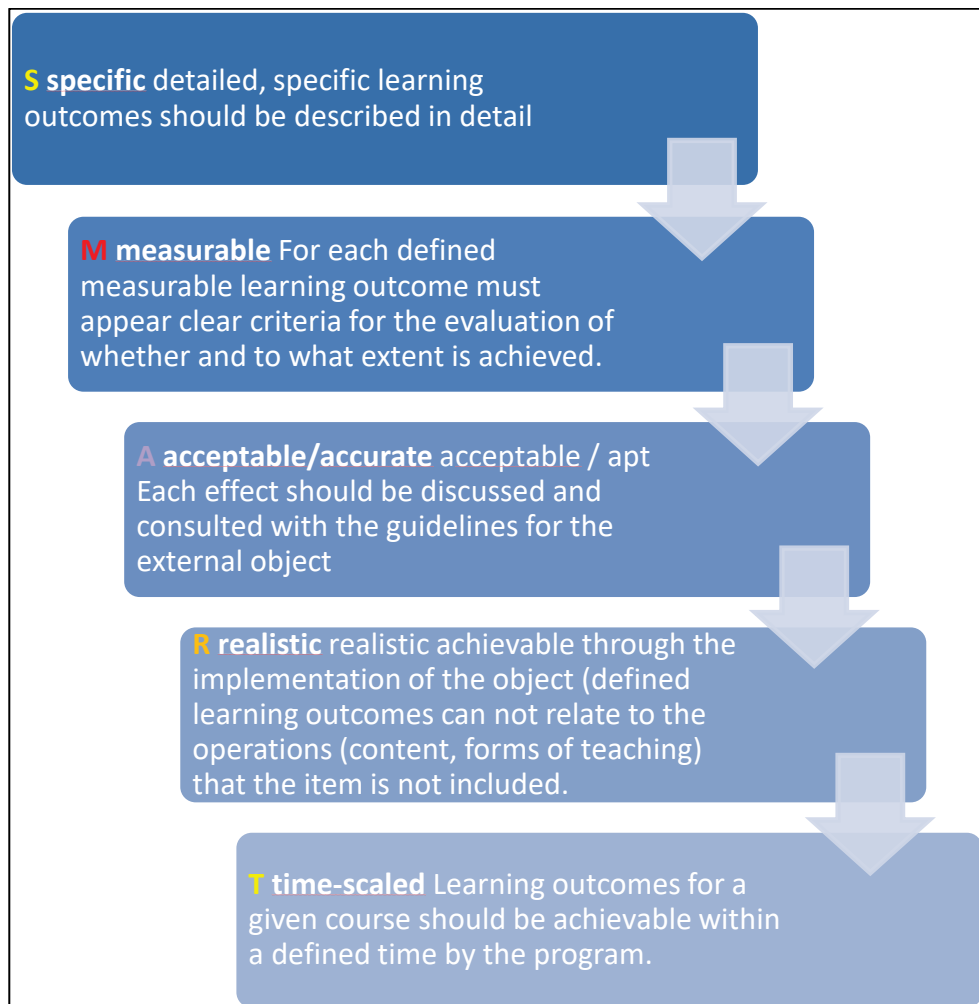 S specific detailed, specific learning
outcomes should be described in detail
M measurable For each defined
measurable learning outcome must
appear clear criteria for the evaluation of
whether and to what extent is achieved.
A acceptable/accurate acceptable / apt
Each effect should be discussed and
consulted with the guidelines for the
external object
R realistic realistic achievable through the
implementation of the object (defined
learning outcomes can not relate to the
operations (content, forms of teaching)
that the item is not included.
T time-scaled Learning outcomes for a
given course should be achievable within
a defined time by the program.